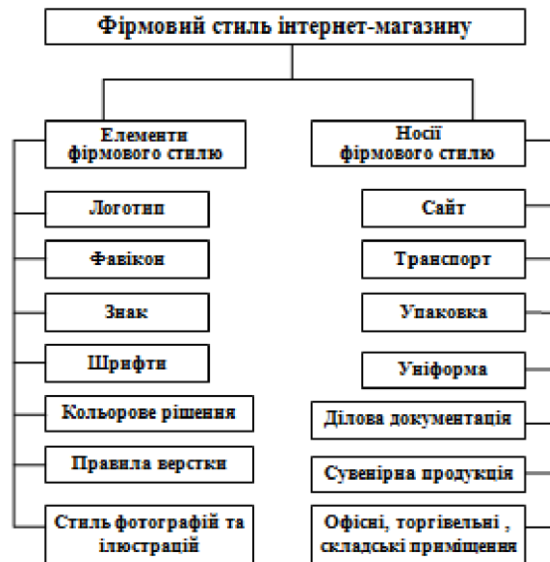 Фірмовий стиль інтернет-магазину
Елементи
фірмового стилю
Логотип
Фавікон
Знак
Шрифти
Кольорове рішення
Правила верстки
Стиль фотографій та
ілюстрацій
Носії
фірмового стилю
Сайт
Транспорт
Упаковка
Уніформа
Ділова документація
Сувенірна продукція
Офісні, торгівельні ,
складські приміщення